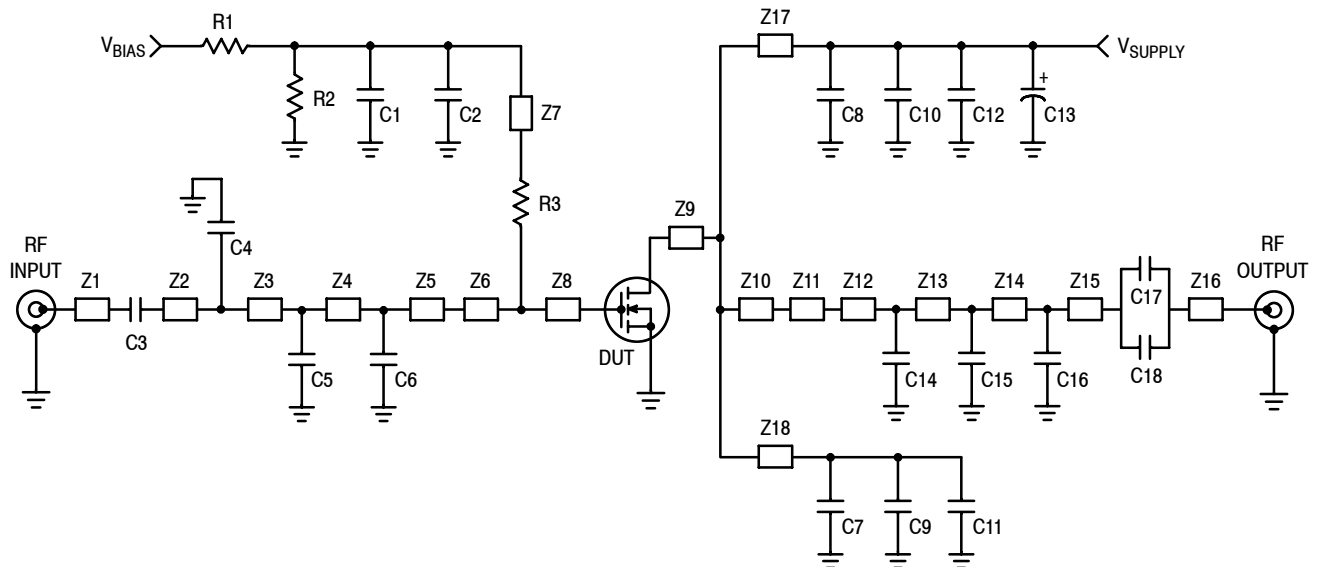 R1
Z17
V_BIAS
V_SUPPLY
R2
C1
C2
Z7
C8
C10
C12
+
C13
R3
C4
Z9
RF
INPUT
Z1
Z2
Z3
Z4
Z5
Z6
Z8
Z10
Z11
Z12
Z13
Z14
Z15
C17
Z16
RF
OUTPUT
C3
DUT
C5
C6
C14
C15
C16
C18
Z18
C7
C9
C11